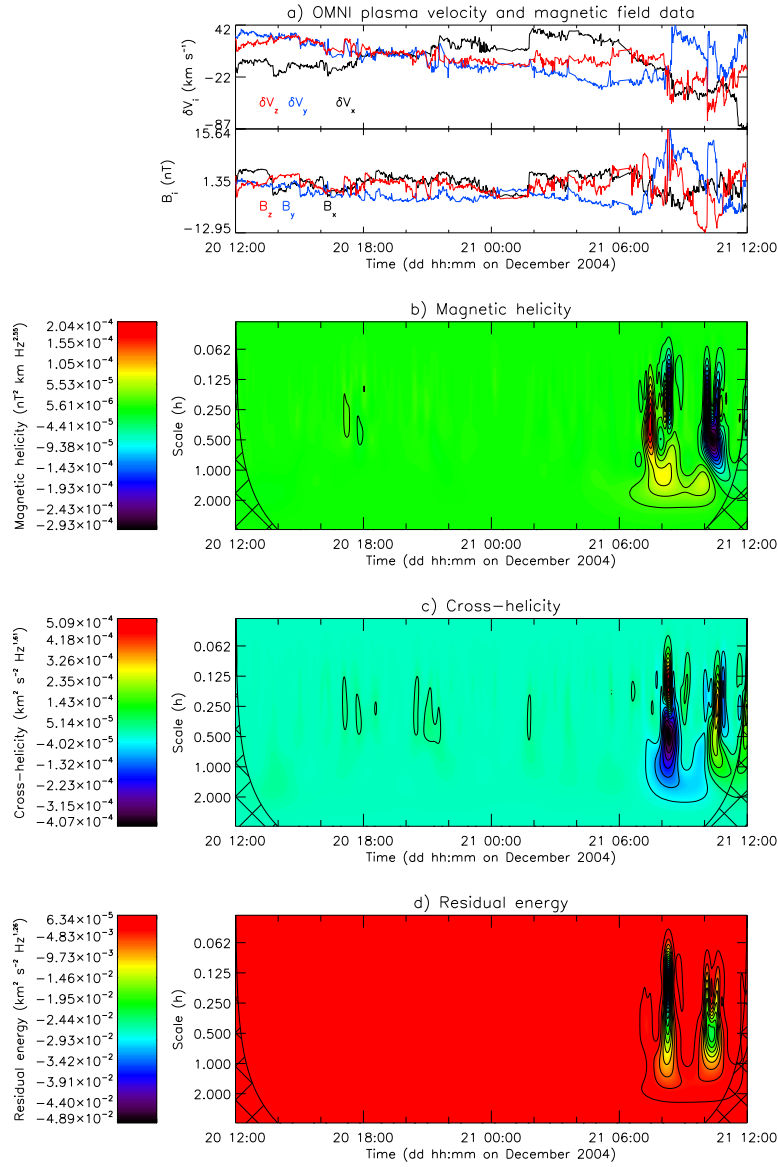 a) OMNI plasma velocity and magnetic field data
42
-22
-87
δVᵢ (km s⁻¹)
δV_z δV_y δV_x
15.84
1.35
-12.95
Bᵢ (nT)
B_z B_y B_x
20 12:00 20 18:00 21 00:00 21 06:00 21 12:00
Time (dd hh:mm on December 2004)
b) Magnetic helicity
Magnetic helicity (nT² km Hz²·⁵⁵)
2.04×10⁻⁴
1.55×10⁻⁴
1.05×10⁻⁴
5.53×10⁻⁵
5.61×10⁻⁶
-4.41×10⁻⁵
-9.38×10⁻⁵
-1.43×10⁻⁴
-1.93×10⁻⁴
-2.43×10⁻⁴
-2.93×10⁻⁴
Scale (h)
0.062
0.125
0.250
0.500
1.000
2.000
20 12:00 20 18:00 21 00:00 21 06:00 21 12:00
Time (dd hh:mm on December 2004)
c) Cross-helicity
Cross-helicity (km² s⁻² Hz¹·⁶¹)
5.09×10⁻⁴
4.18×10⁻⁴
3.26×10⁻⁴
2.34×10⁻⁴
1.43×10⁻⁴
5.14×10⁻⁵
-4.02×10⁻⁵
-1.32×10⁻⁴
-2.23×10⁻⁴
-3.15×10⁻⁴
-4.07×10⁻⁴
Scale (h)
0.062
0.125
0.250
0.500
1.000
2.000
20 12:00 20 18:00 21 00:00 21 06:00 21 12:00
Time (dd hh:mm on December 2004)
d) Residual energy
Residual energy (km² s⁻² Hz¹·²⁶)
6.34×10⁻⁵
-4.83×10⁻³
-9.73×10⁻³
-1.46×10⁻²
-1.95×10⁻²
-2.44×10⁻²
-2.93×10⁻²
-3.42×10⁻²
-3.91×10⁻²
-4.40×10⁻²
-4.89×10⁻²
Scale (h)
0.062
0.125
0.250
0.500
1.000
2.000
20 12:00 20 18:00 21 00:00 21 06:00 21 12:00
Time (dd hh:mm on December 2004)